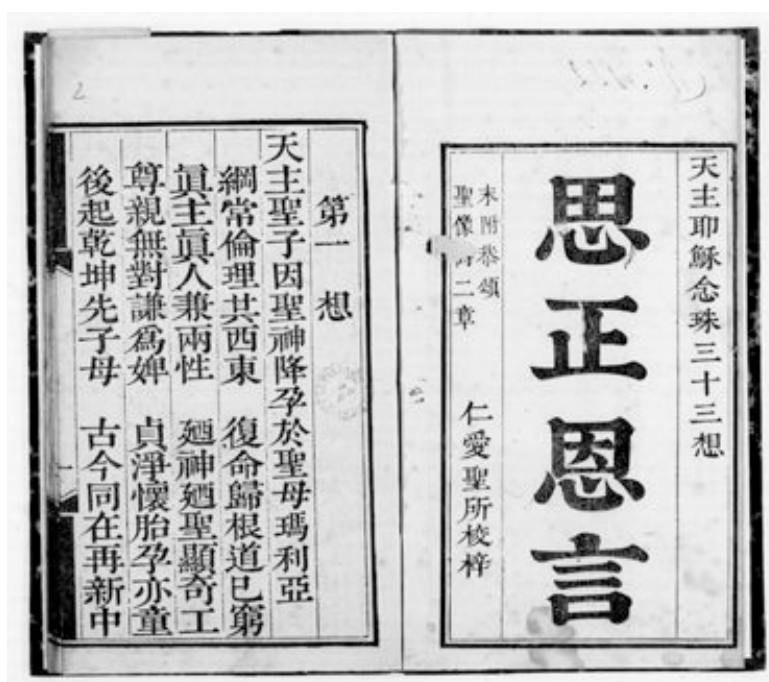 天主耶穌念珠三十三想
思正恩言
末附恭頌
聖像詩二章
仁愛聖所校梓
第一想
天主聖子因聖神降孕於聖母瑪利亞
綱常倫理共西東 復命歸根道已窮
眞主眞人兼兩性 廼神廼聖顯奇工
尊親無對謙爲婢 貞淨懷胎孕亦童
後起乾坤先子母 古今同在再新中
一
2